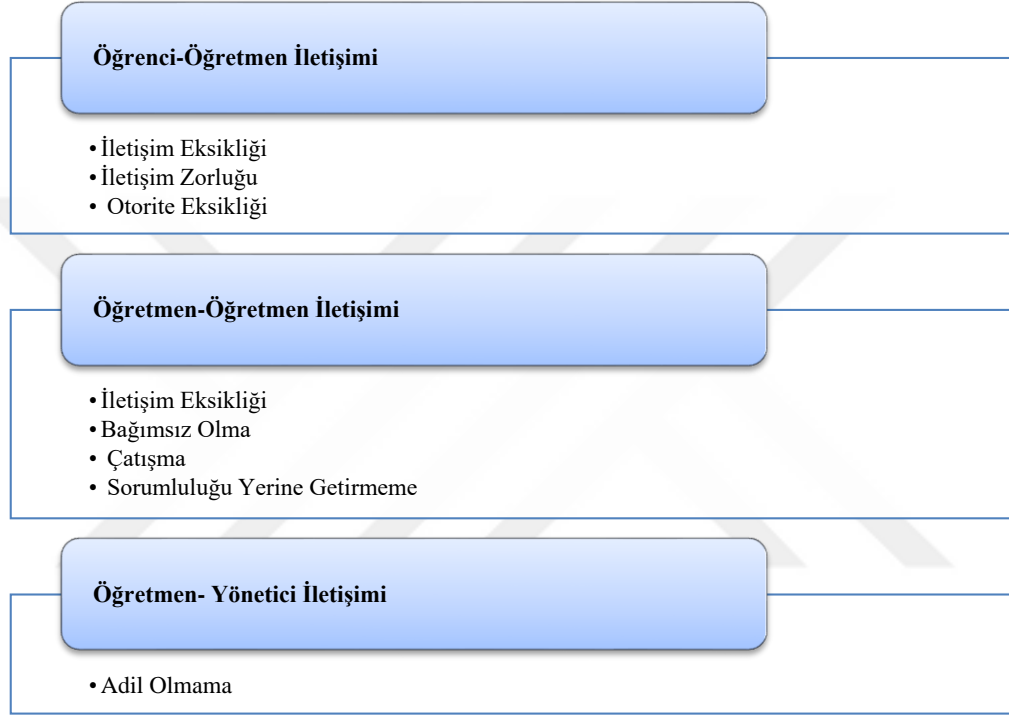 Öğrenci-Öğretmen İletişimi
• İletişim Eksikliği
• İletişim Zorluğu
• Otorite Eksikliği
Öğretmen-Öğretmen İletişimi
• İletişim Eksikliği
• Bağımsız Olma
• Çatışma
• Sorumluluğu Yerine Getirmeme
Öğretmen- Yönetici İletişimi
• Adil Olmama